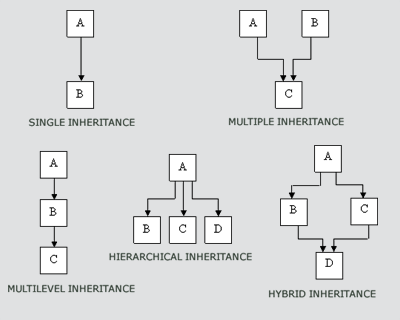 A
B
SINGLE INHERITANCE
A B
C
MULTIPLE INHERITANCE
A
B
C
MULTILEVEL INHERITANCE
A
B C D
HIERARCHICAL INHERITANCE
A
B C
D
HYBRID INHERITANCE